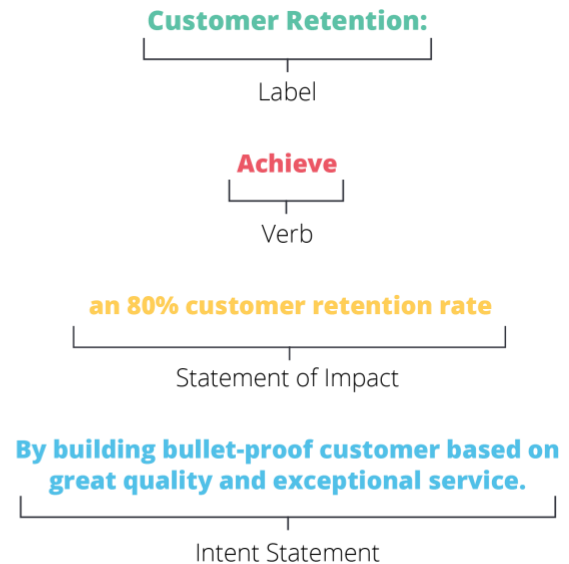 Customer Retention:
Label
Achieve
Verb
an 80% customer retention rate
Statement of Impact
By building bullet-proof customer based on
great quality and exceptional service.
Intent Statement